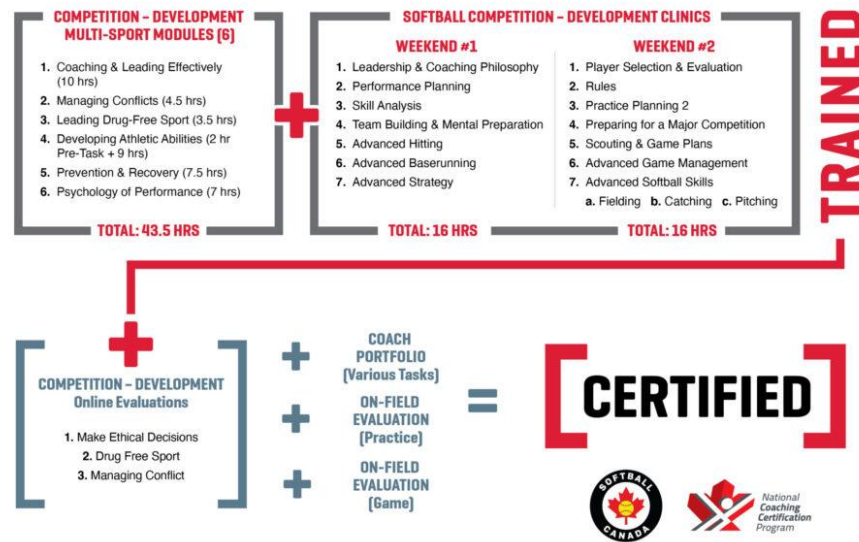 COMPETITION – DEVELOPMENT
MULTI-SPORT MODULES (6)
1. Coaching & Leading Effectively
(10 hrs)
2. Managing Conflicts (4.5 hrs)
3. Leading Drug-Free Sport (3.5 hrs)
4. Developing Athletic Abilities (2 hr
Pre-Task + 9 hrs)
5. Prevention & Recovery (7.5 hrs)
6. Psychology of Performance (7 hrs)
TOTAL: 43.5 HRS
+
SOFTBALL COMPETITION – DEVELOPMENT CLINICS
WEEKEND #1
1. Leadership & Coaching Philosophy
2. Performance Planning
3. Skill Analysis
4. Team Building & Mental Preparation
5. Advanced Hitting
6. Advanced Baserunning
7. Advanced Strategy
TOTAL: 16 HRS
WEEKEND #2
1. Player Selection & Evaluation
2. Rules
3. Practice Planning 2
4. Preparing for a Major Competition
5. Scouting & Game Plans
6. Advanced Game Management
7. Advanced Softball Skills
a. Fielding b. Catching c. Pitching
TOTAL: 16 HRS
TRAINED
+
COMPETITION – DEVELOPMENT
Online Evaluations
1. Make Ethical Decisions
2. Drug Free Sport
3. Managing Conflict
+
COACH
PORTFOLIO
(Various Tasks)
+
ON-FIELD
EVALUATION
(Practice)
+
ON-FIELD
EVALUATION
(Game)
=
CERTIFIED
SOFTBALL
CANADA
National
Coaching
Certification
Program